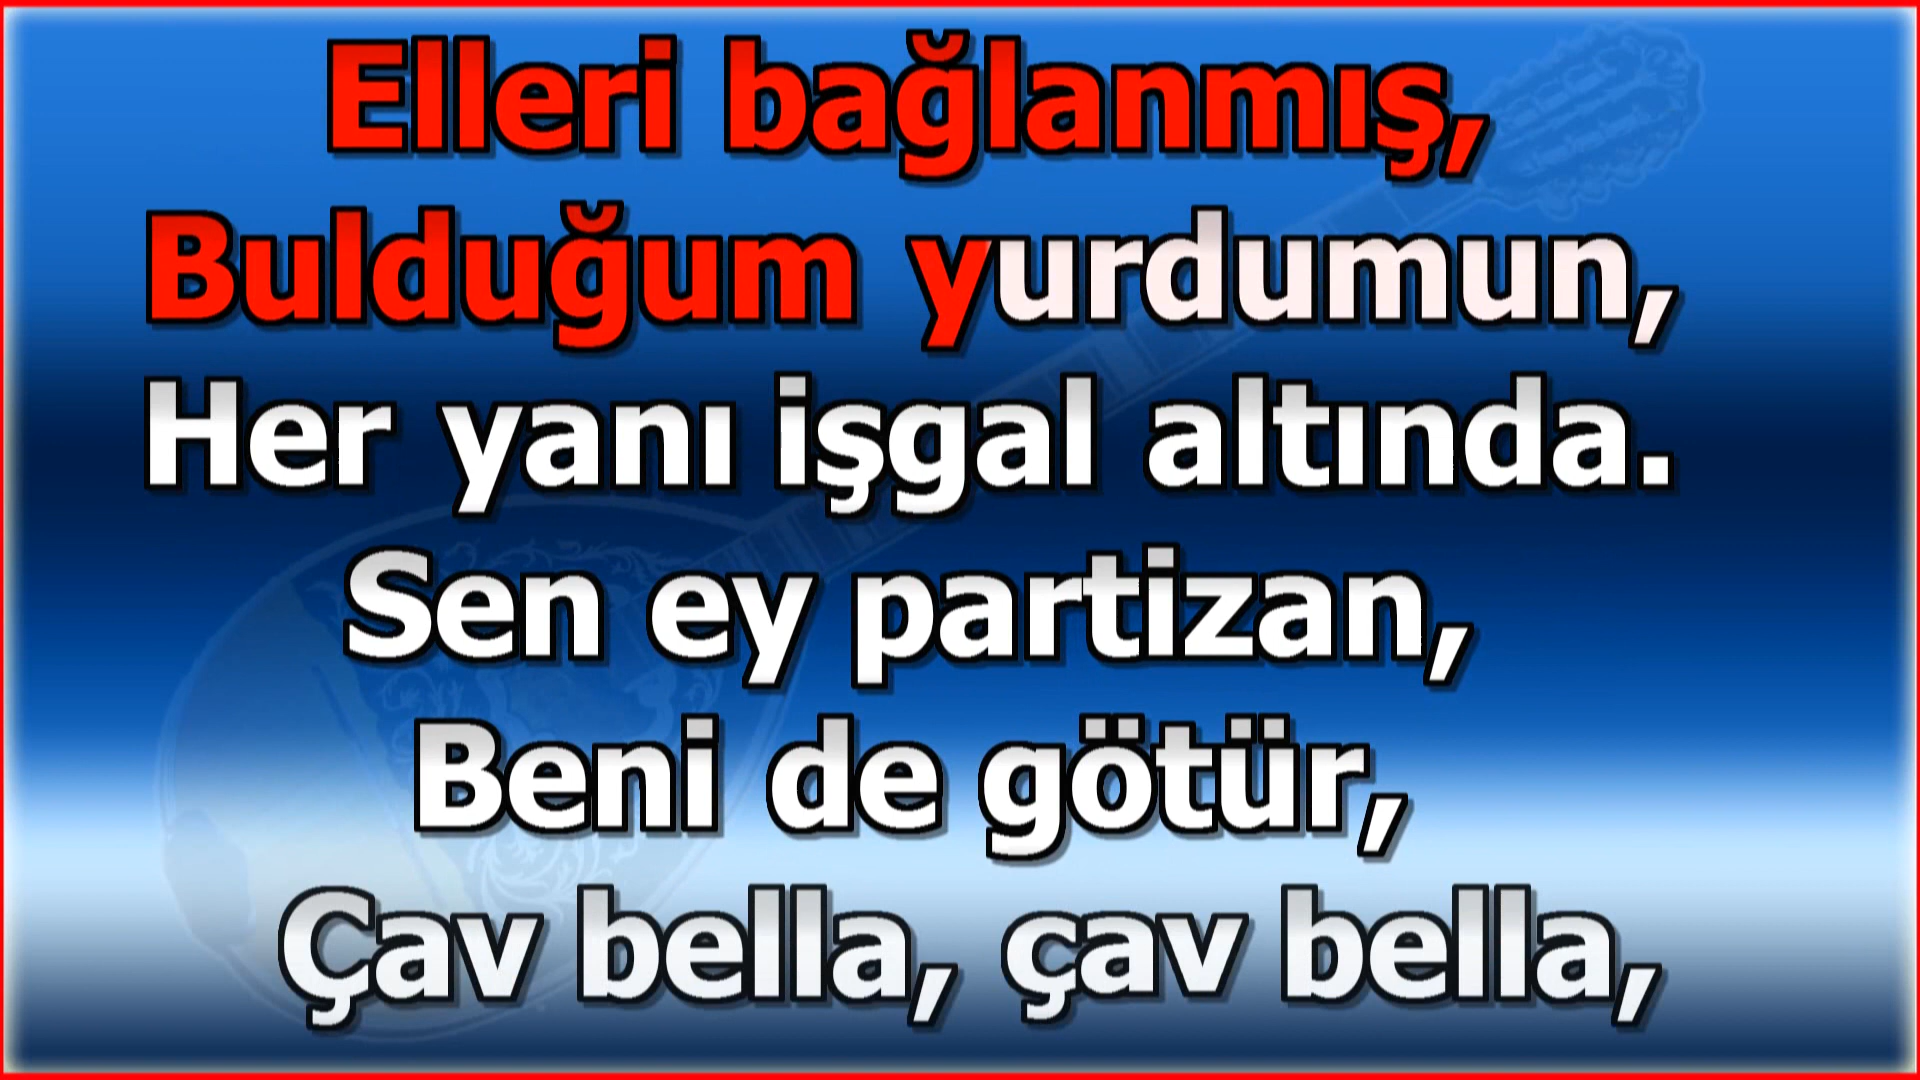 Elleri bağlanmış,
Bulduğum yurdumun,
Her yanı işgal altında.
Sen ey partizan,
Beni de götür,
Çav bella, çav bella,